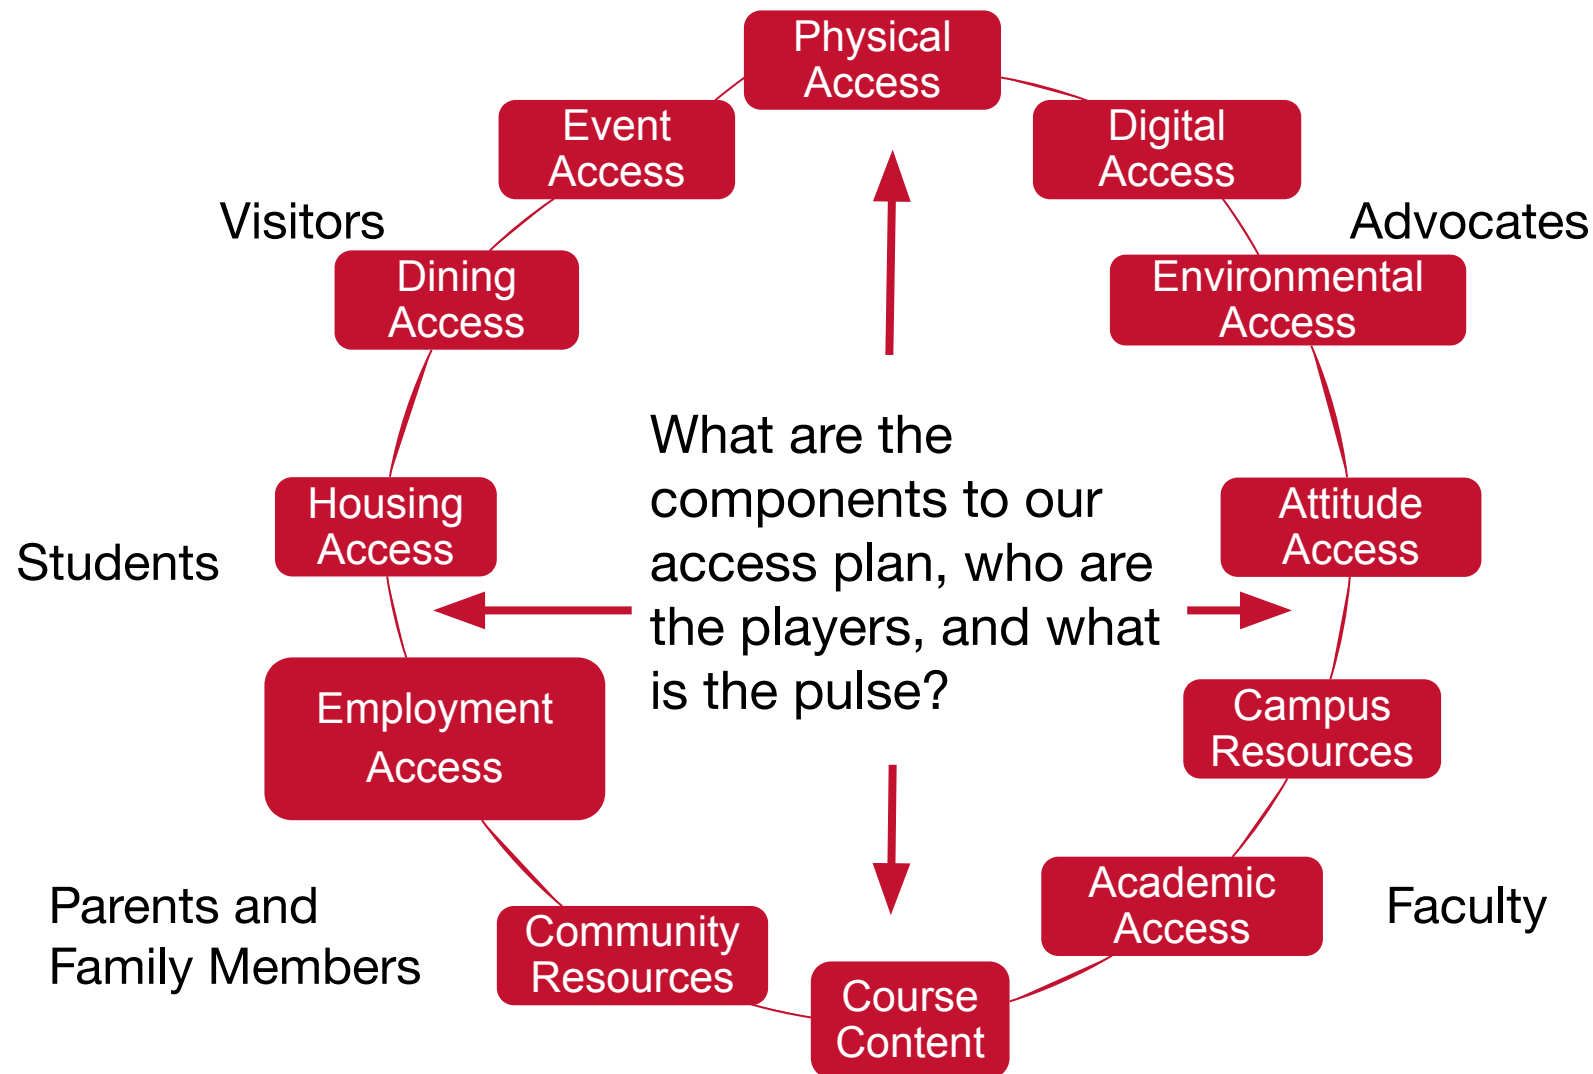 Physical
Access
Event
Access
Digital
Access
Visitors
Advocates
Dining
Access
Environmental
Access
What are the
components to our
access plan, who are
the players, and what
is the pulse?
Housing
Access
Attitude
Access
Students
Employment
Access
Campus
Resources
Parents and
Family Members
Community
Resources
Academic
Access
Faculty
Course
Content